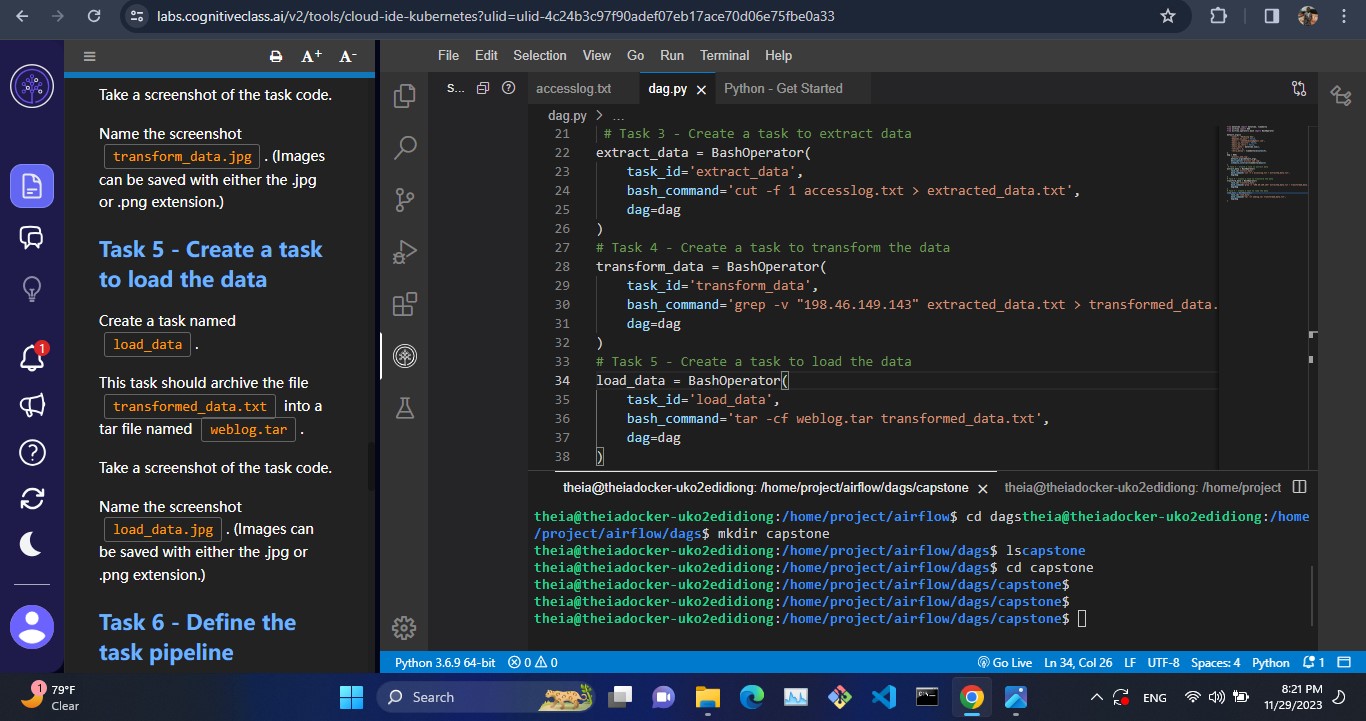 labs.cognitiveclass.ai/v2/tools/cloud-ide-kubernetes?ulid=ulid-4c24b3c97f90adef07eb17ace70d06e75fbe0a33
A+ A-
Take a screenshot of the task code.
Name the screenshot
transform_data.jpg . (Images
can be saved with either the .jpg
or .png extension.)
Task 5 - Create a task
to load the data
Create a task named
load_data .
This task should archive the file
transformed_data.txt into a
tar file named weblog.tar .
Take a screenshot of the task code.
Name the screenshot
load_data.jpg . (Images can
be saved with either the .jpg or
.png extension.)
Task 6 - Define the
task pipeline
1
File Edit Selection View Go Run Terminal Help
S...
accesslog.txt dag.py Python - Get Started
dag.py > ...
21 # Task 3 - Create a task to extract data
22 extract_data = BashOperator(
23 task_id='extract_data',
24 bash_command='cut -f 1 accesslog.txt > extracted_data.txt',
25 dag=dag
26 )
27 # Task 4 - Create a task to transform the data
28 transform_data = BashOperator(
29 task_id='transform_data',
30 bash_command='grep -v "198.46.149.143" extracted_data.txt > transformed_data.
31 dag=dag
32 )
33 # Task 5 - Create a task to load the data
34 load_data = BashOperator(
35 task_id='load_data',
36 bash_command='tar -cf weblog.tar transformed_data.txt',
37 dag=dag
38 )
theia@theiadocker-uko2edidiong: /home/project/airflow/dags/capstone theia@theiadocker-uko2edidiong: /home/project
theia@theiadocker-uko2edidiong:/home/project/airflow$ cd dagstheia@theiadocker-uko2edidiong:/home
/project/airflow/dags$ mkdir capstone
theia@theiadocker-uko2edidiong:/home/project/airflow/dags$ lscapstone
theia@theiadocker-uko2edidiong:/home/project/airflow/dags$ cd capstone
theia@theiadocker-uko2edidiong:/home/project/airflow/dags/capstone$
theia@theiadocker-uko2edidiong:/home/project/airflow/dags/capstone$
theia@theiadocker-uko2edidiong:/home/project/airflow/dags/capstone$
Python 3.6.9 64-bit 0 0 Go Live Ln 34, Col 26 LF UTF-8 Spaces: 4 Python 1
1 79°F
Clear
Search
ENG
8:21 PM
11/29/2023